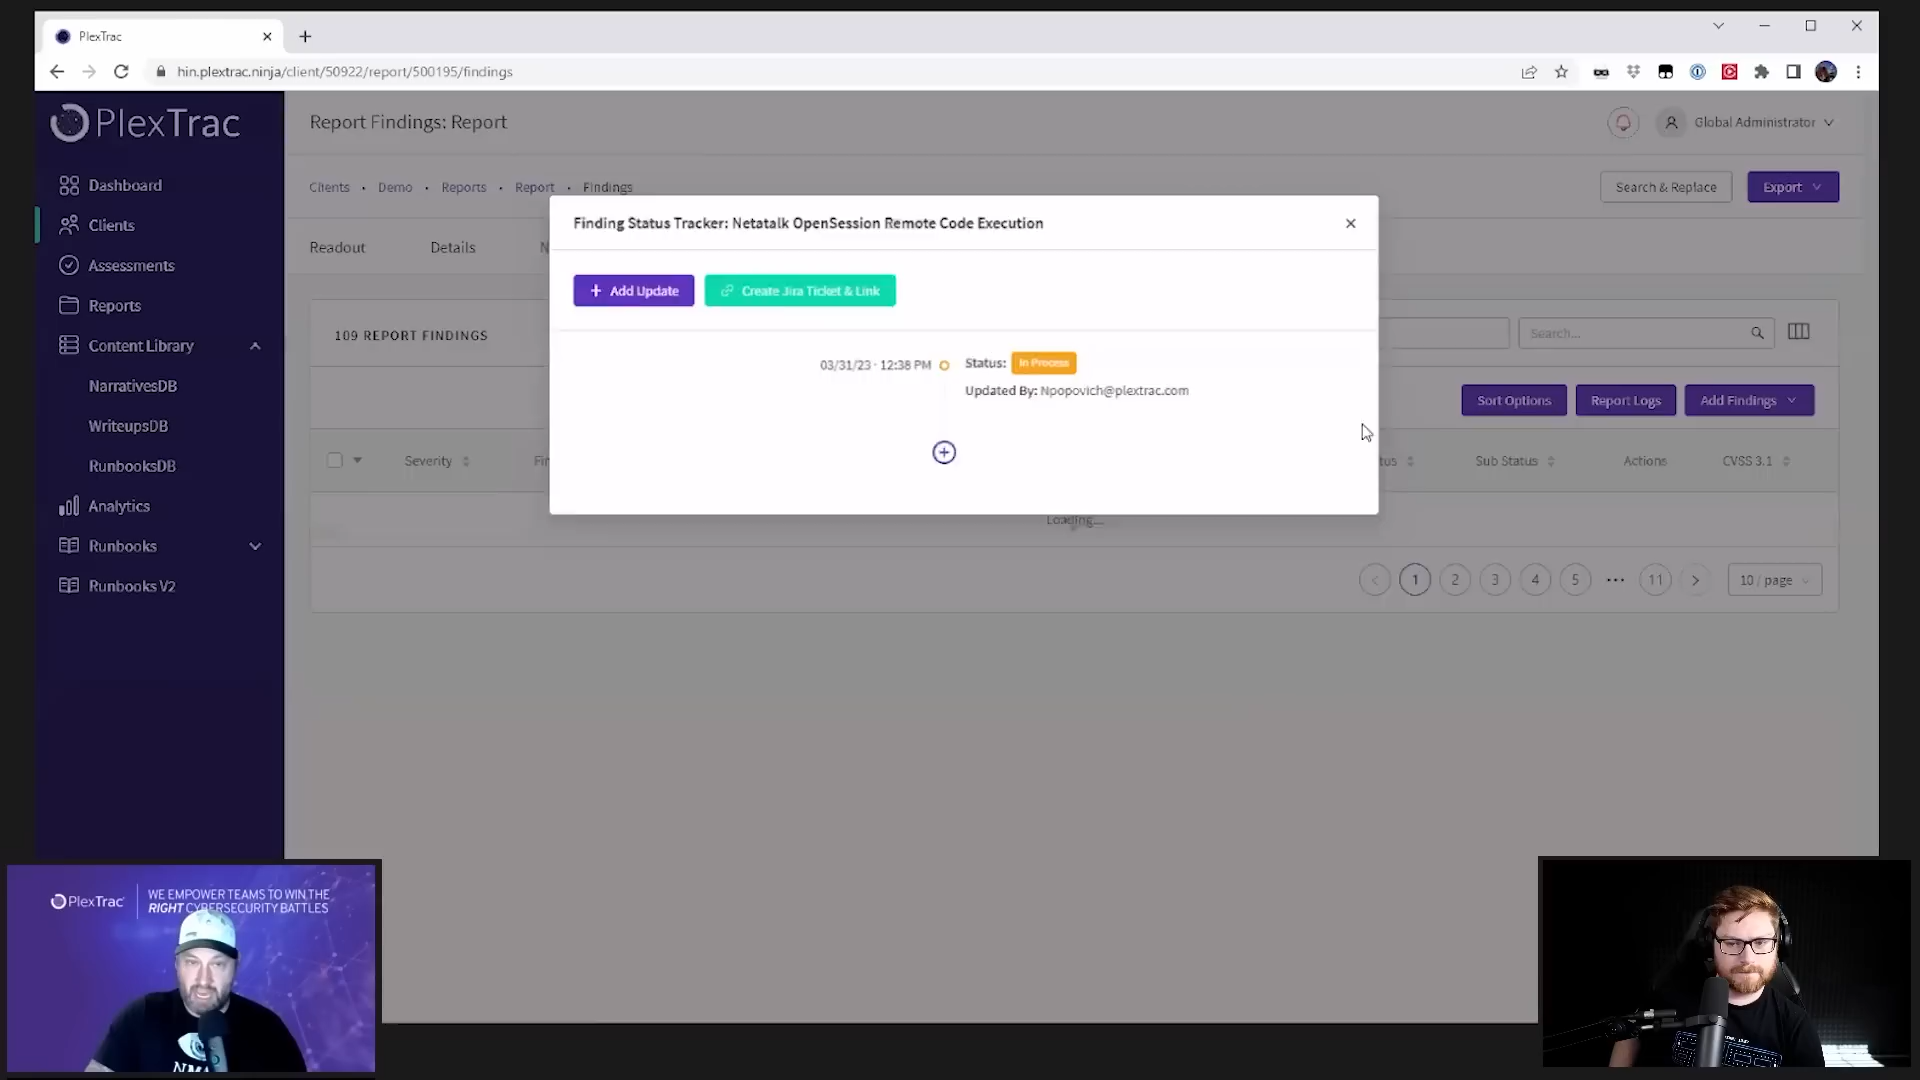 PlexTrac
hin.plextrac.ninja/client/50922/report/500195/findings
PlexTrac
Report Findings: Report
Global Administrator
Dashboard
Clients
Assessments
Reports
Content Library
NarrativesDB
WriteupsDB
RunbooksDB
Analytics
Runbooks
Runbooks V2
Clients • Demo • Reports • Report • Findings
Search & Replace
Export
Readout
Details
N
Finding Status Tracker: Netatalk OpenSession Remote Code Execution
+ Add Update
Create Jira Ticket & Link
03/31/23 - 12:38 PM
Status: In Process
Updated By: Npopovich@plextrac.com
109 REPORT FINDINGS
Search...
Sort Options
Report Logs
Add Findings
Severity
Fin
tus
Sub Status
Actions
CVSS 3.1
Loading...
1
2
3
4
5
•••
11
10 / page
PlexTrac
WE EMPOWER TEAMS TO WIN THE
RIGHT CYBERSECURITY BATTLES